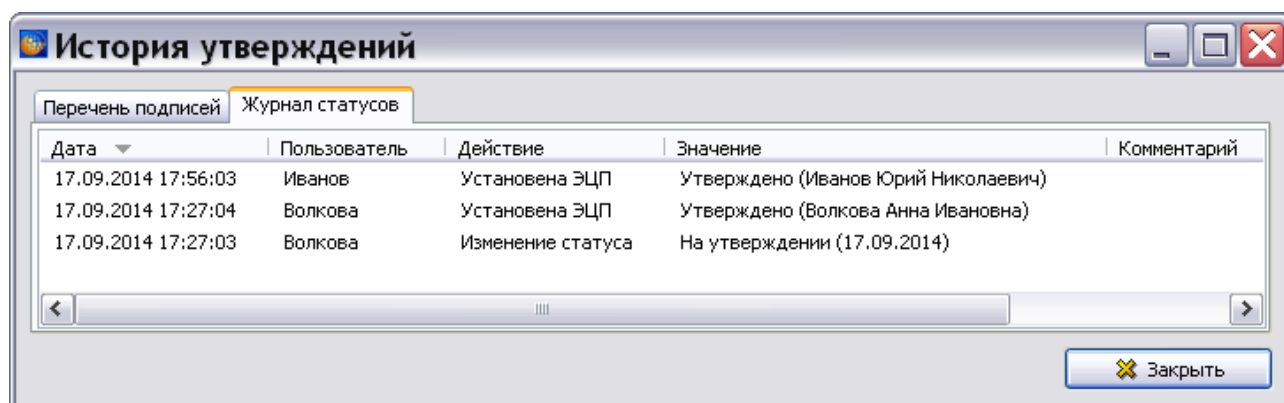 История утверждений
Перечень подписей Журнал статусов
Дата Пользователь Действие Значение Комментарий
17.09.2014 17:56:03 Иванов Установена ЭЦП Утверждено (Иванов Юрий Николаевич)
17.09.2014 17:27:04 Волкова Установена ЭЦП Утверждено (Волкова Анна Ивановна)
17.09.2014 17:27:03 Волкова Изменение статуса На утверждении (17.09.2014)
Закрыть